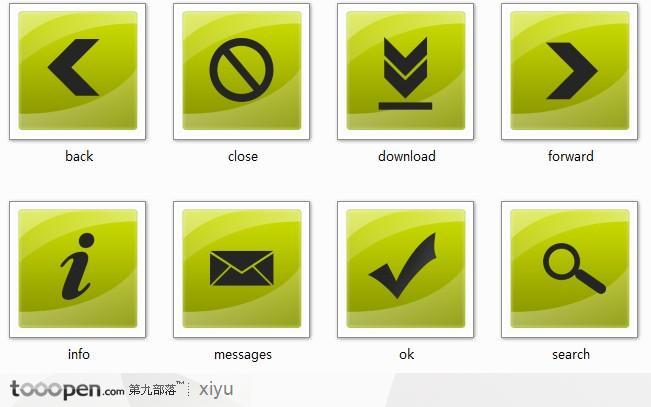 back close download forward
info messages ok search
tooopen.com 第九部落™ xiyu